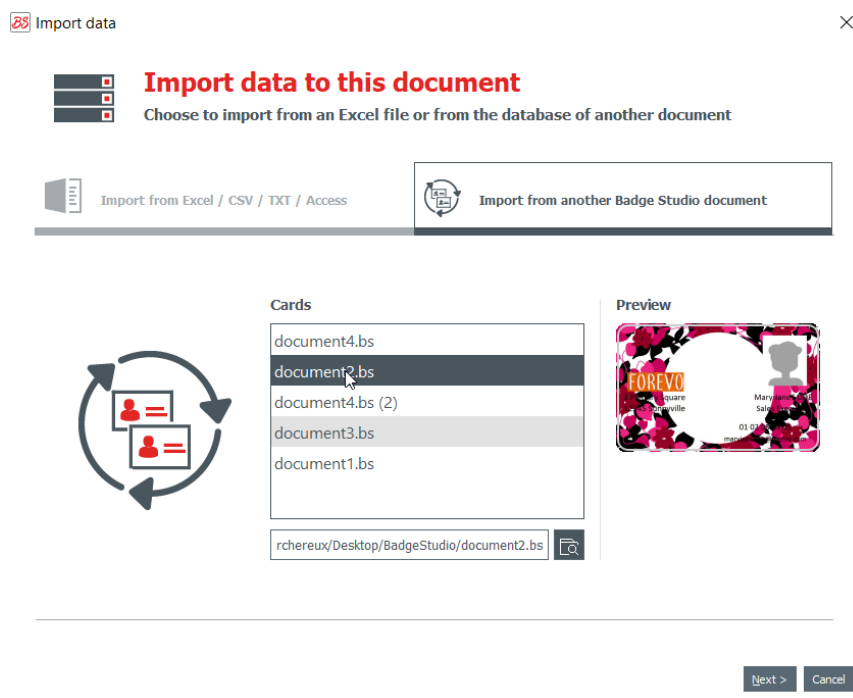 BS Import data
Import data to this document
Choose to import from an Excel file or from the database of another document
Import from Excel / CSV / TXT / Access
Import from another Badge Studio document
Cards
document4.bs
document2.bs
document4.bs (2)
document3.bs
document1.bs
rchereux/Desktop/BadgeStudio/document2.bs
Preview
FOREVO
Square
Next >
Cancel